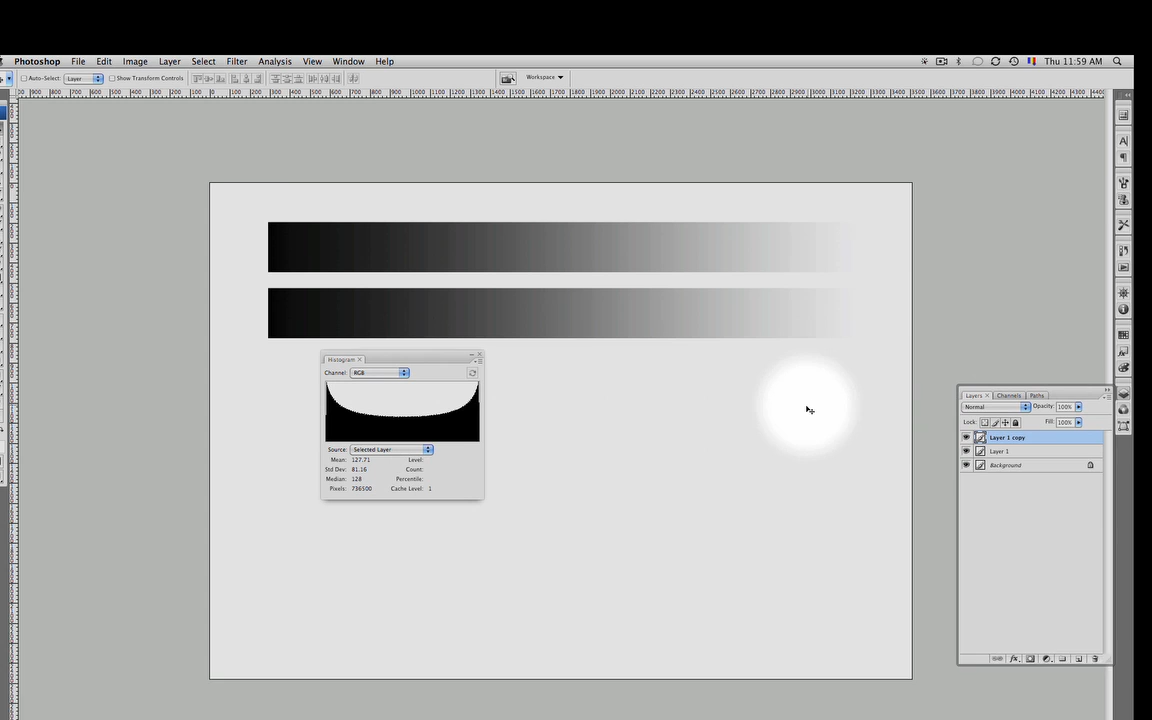 Photoshop File Edit Image Layer Select Filter Analysis View Window Help Thu 11:59 AM
Auto-Select: Layer Show Transform Controls Workspace
Histogram
Channel: RGB
Source: Selected Layer
Mean: 127.71 Level:
Std Dev: 81.16 Count:
Median: 128 Percentile:
Pixels: 736500 Cache Level: 1
Layers Channels Paths
Normal Opacity: 100%
Lock: Fill: 100%
Layer 1 copy
Layer 1
Background